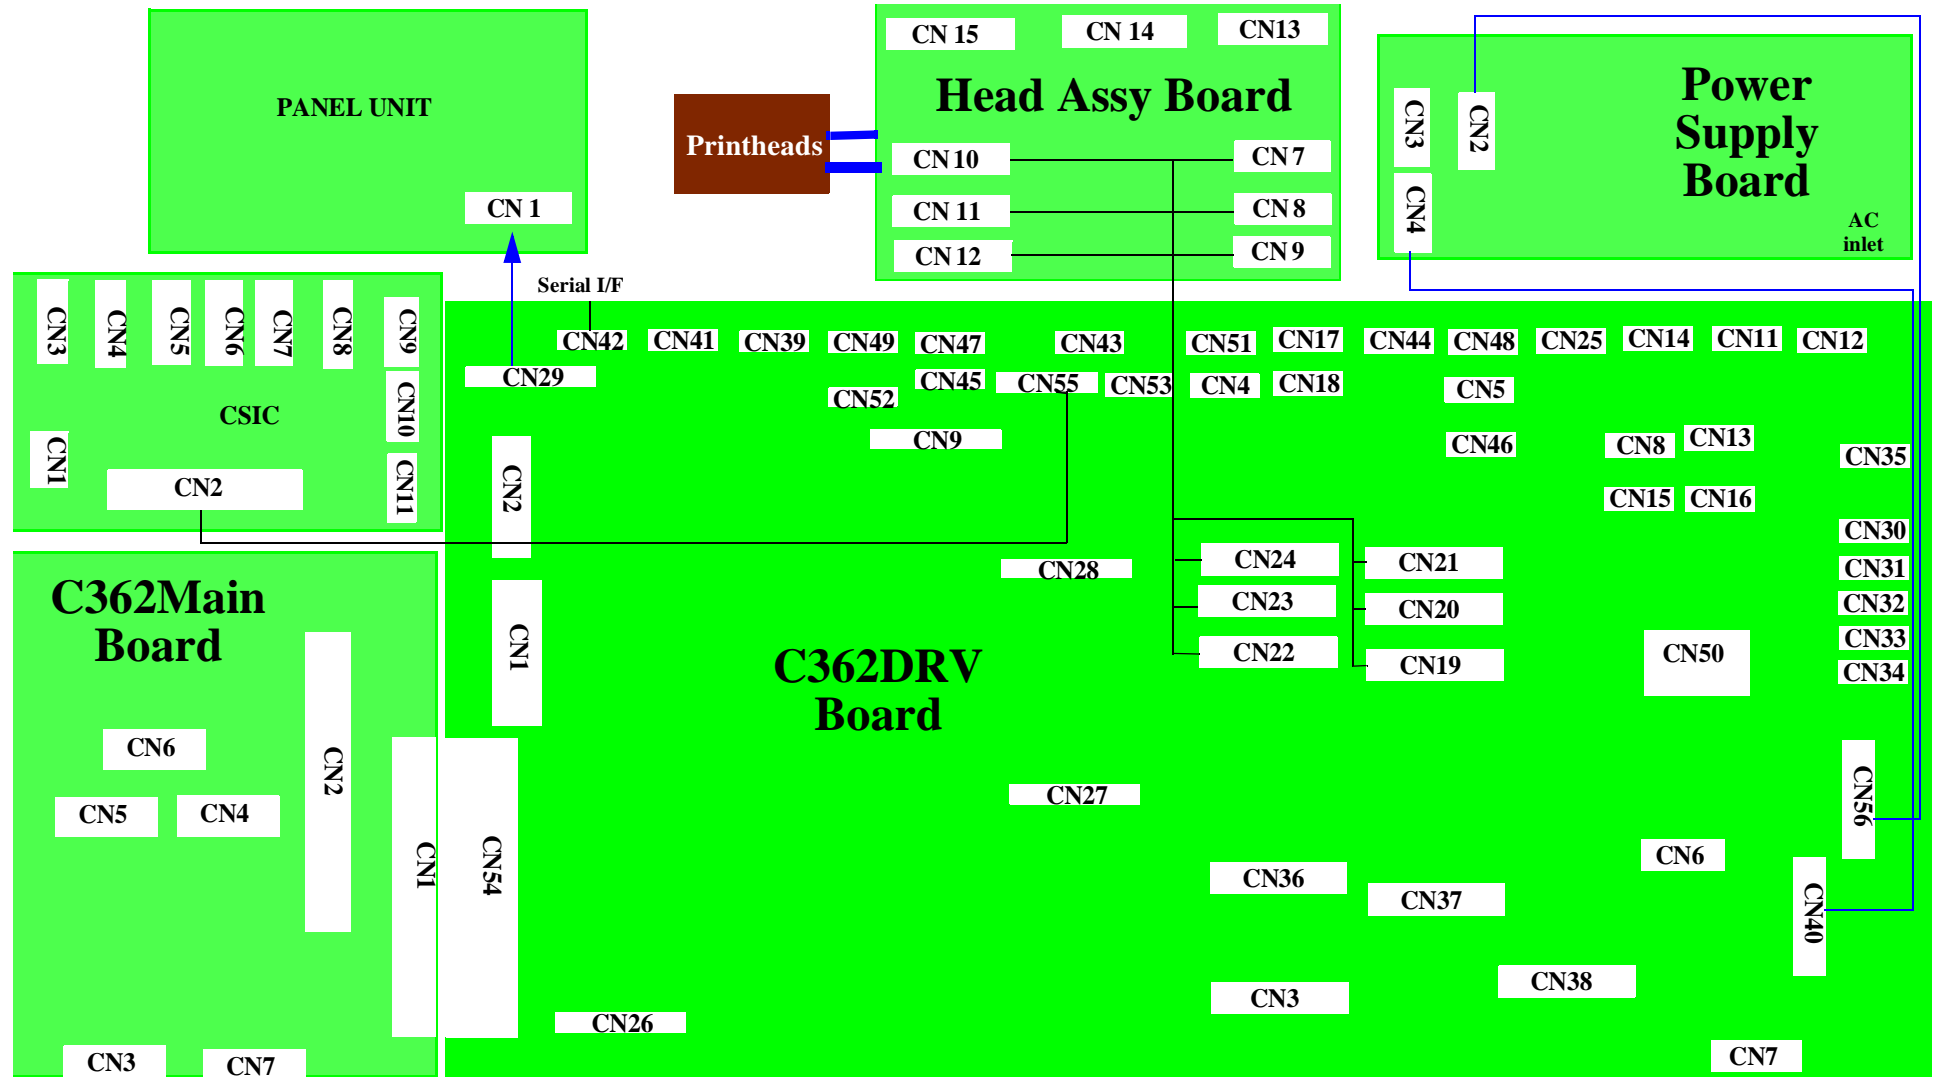 PANEL UNIT
CN 1
Printheads
CN 15
CN 14
CN13
Head Assy Board
CN 10
CN 7
CN 11
CN 8
CN 12
CN 9
Power
Supply
Board
CN3
CN2
CN4
AC
inlet
CN3
CN4
CN5
CN6
CN7
CN8
CN9
CN10
CSIC
CN1
CN2
CN11
Serial I/F
CN42
CN41
CN39
CN49
CN47
CN43
CN51
CN17
CN44
CN48
CN25
CN14
CN11
CN12
CN29
CN52
CN45
CN55
CN53
CN4
CN18
CN5
CN9
CN46
CN8
CN13
CN35
CN2
CN15
CN16
CN30
CN28
CN24
CN21
CN31
CN23
CN20
CN32
CN1
CN22
CN19
CN50
CN33
CN34
C362DRV
Board
C362Main
Board
CN6
CN2
CN5
CN4
CN1
CN54
CN27
CN56
CN6
CN36
CN37
CN40
CN38
CN3
CN26
CN3
CN7
CN7